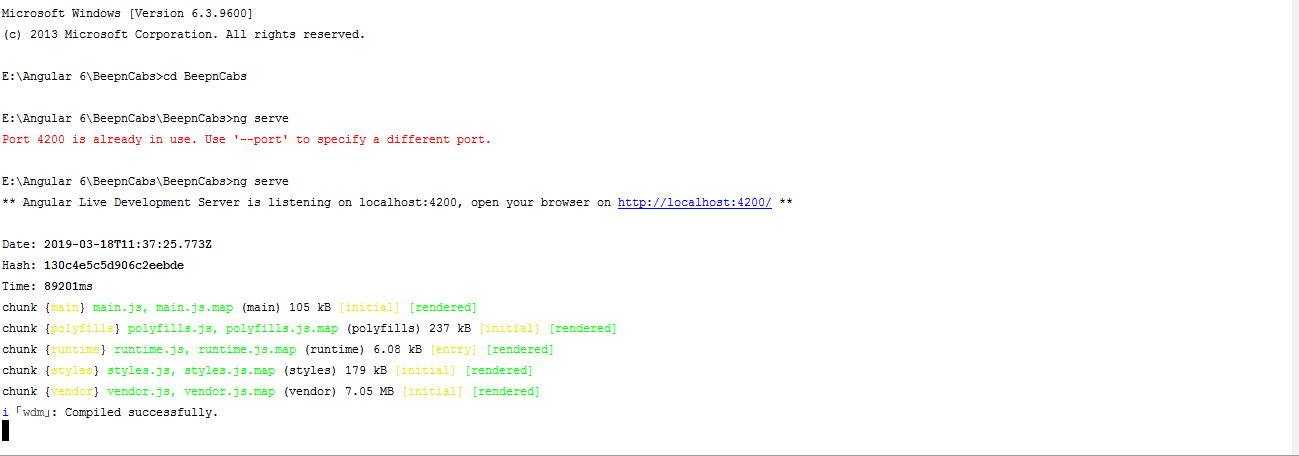 Microsoft Windows [Version 6.3.9600]
(c) 2013 Microsoft Corporation. All rights reserved.
E:\Angular 6\BeepnCabs>cd BeepnCabs
E:\Angular 6\BeepnCabs\BeepnCabs>ng serve
Port 4200 is already in use. Use '--port' to specify a different port.
E:\Angular 6\BeepnCabs\BeepnCabs>ng serve
** Angular Live Development Server is listening on localhost:4200, open your browser on http://localhost:4200/ **
Date: 2019-03-18T11:37:25.773Z
Hash: 130c4e5c5d906c2eebde
Time: 89201ms
chunk {main} main.js, main.js.map (main) 105 kB [initial] [rendered]
chunk {polyfills} polyfills.js, polyfills.js.map (polyfills) 237 kB [initial] [rendered]
chunk {runtime} runtime.js, runtime.js.map (runtime) 6.08 kB [entry] [rendered]
chunk {styles} styles.js, styles.js.map (styles) 179 kB [initial] [rendered]
chunk {vendor} vendor.js, vendor.js.map (vendor) 7.05 MB [initial] [rendered]
i ｢wdm｣: Compiled successfully.